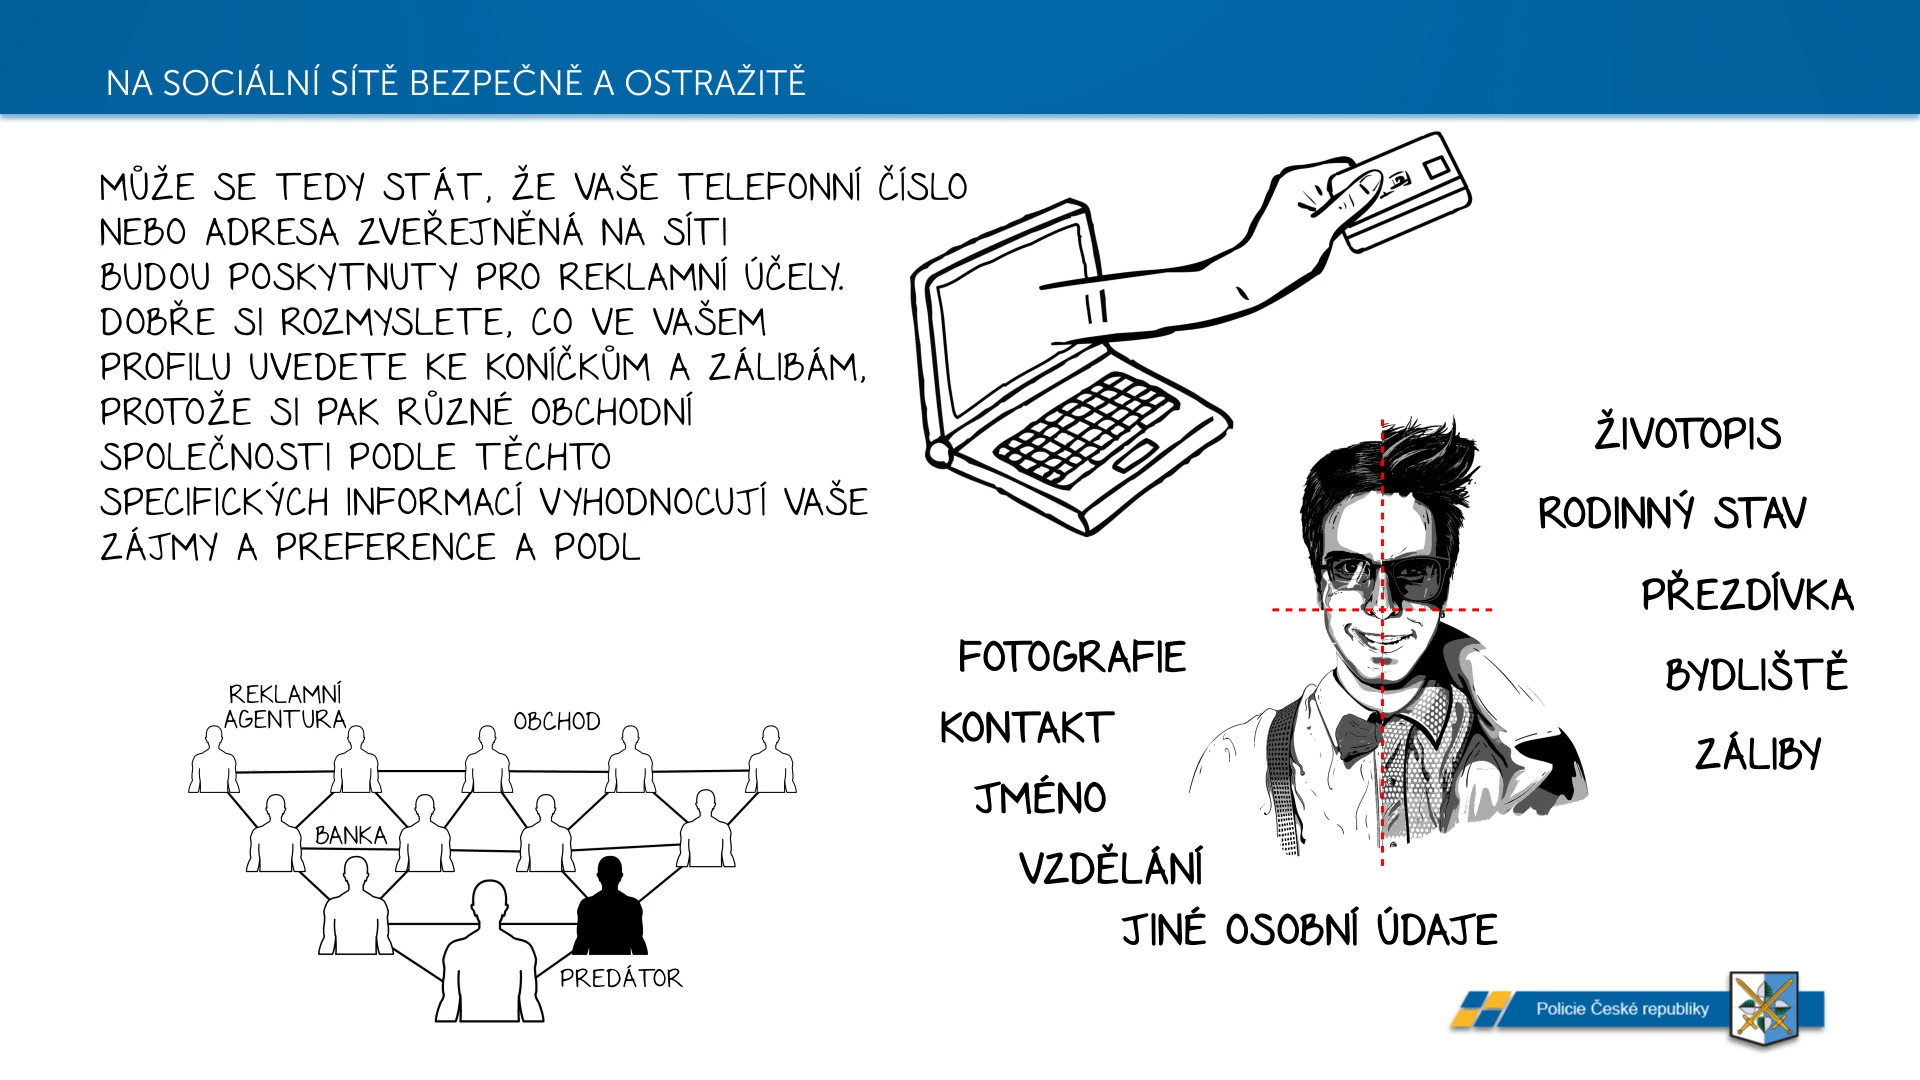 NA SOCIÁLNÍ SÍTĚ BEZPEČNĚ A OSTRAŽITĚ
MŮŽE SE TEDY STÁT, ŽE VAŠE TELEFONNÍ ČÍSLO
NEBO ADRESA ZVEŘEJNĚNÁ NA SÍTI
BUDOU POSKYTNUTY PRO REKLAMNÍ ÚČELY.
DOBŘE SI ROZMYSLETE, CO VE VAŠEM
PROFILU UVEDETE KE KONÍČKŮM A ZÁLIBÁM,
PROTOŽE SI PAK RŮZNÉ OBCHODNÍ
SPOLEČNOSTI PODLE TĚCHTO
SPECIFICKÝCH INFORMACÍ VYHODNOCUJÍ VAŠE
ZÁJMY A PREFERENCE A PODL
REKLAMNÍ
AGENTURA
OBCHOD
BANKA
PREDÁTOR
FOTOGRAFIE
KONTAKT
JMÉNO
VZDĚLÁNÍ
JINÉ OSOBNÍ ÚDAJE
ŽIVOTOPIS
RODINNÝ STAV
PŘEZDÍVKA
BYDLIŠTĚ
ZÁLIBY
Policie České republiky